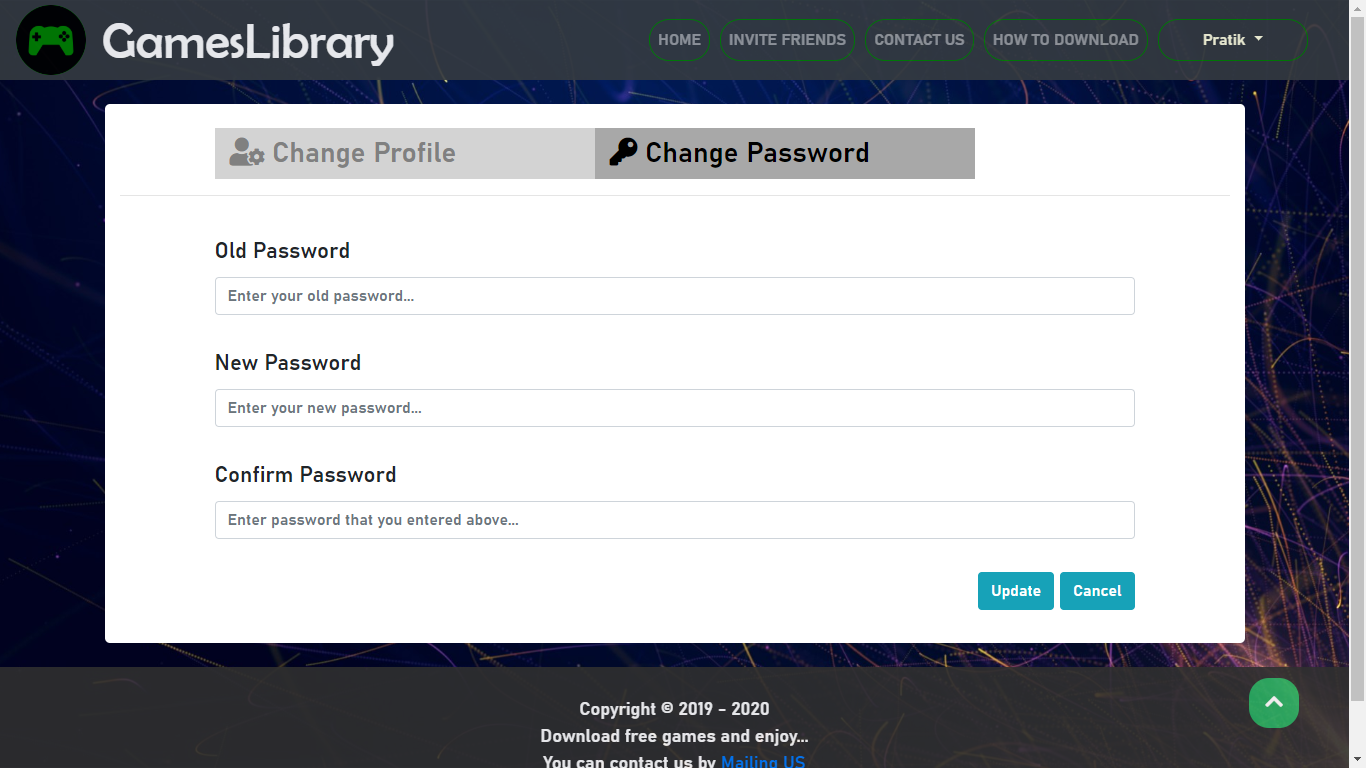 GamesLibrary
HOME INVITE FRIENDS CONTACT US HOW TO DOWNLOAD Pratik
Change Profile Change Password
Old Password
Enter your old password...
New Password
Enter your new password...
Confirm Password
Enter password that you entered above...
Update Cancel
Copyright © 2019 - 2020
Download free games and enjoy...
You can contact us by Mailing US